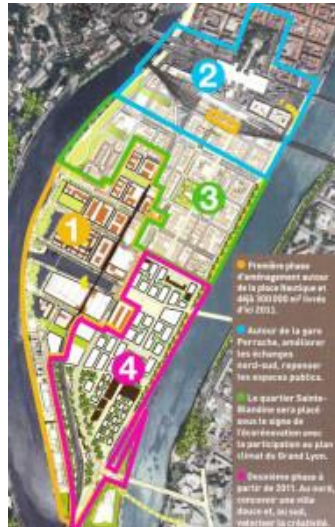 2
3
1
4
Première phase
d'aménagement autour
de la place Nautique et
déjà 300 000 m² livrés
d'ici 2011.
Autour de la gare
Perrache, améliorer
les échanges
nord-sud, repenser
les espaces publics.
Le quartier Sainte-
Blandine sera placé
sous le signe de
l'écorénovation avec
la participation au plan
climat du Grand Lyon.
Deuxième phase à
partir de 2011. Au nord,
concevoir une ville
douce et, au sud,
valoriser la créativité.